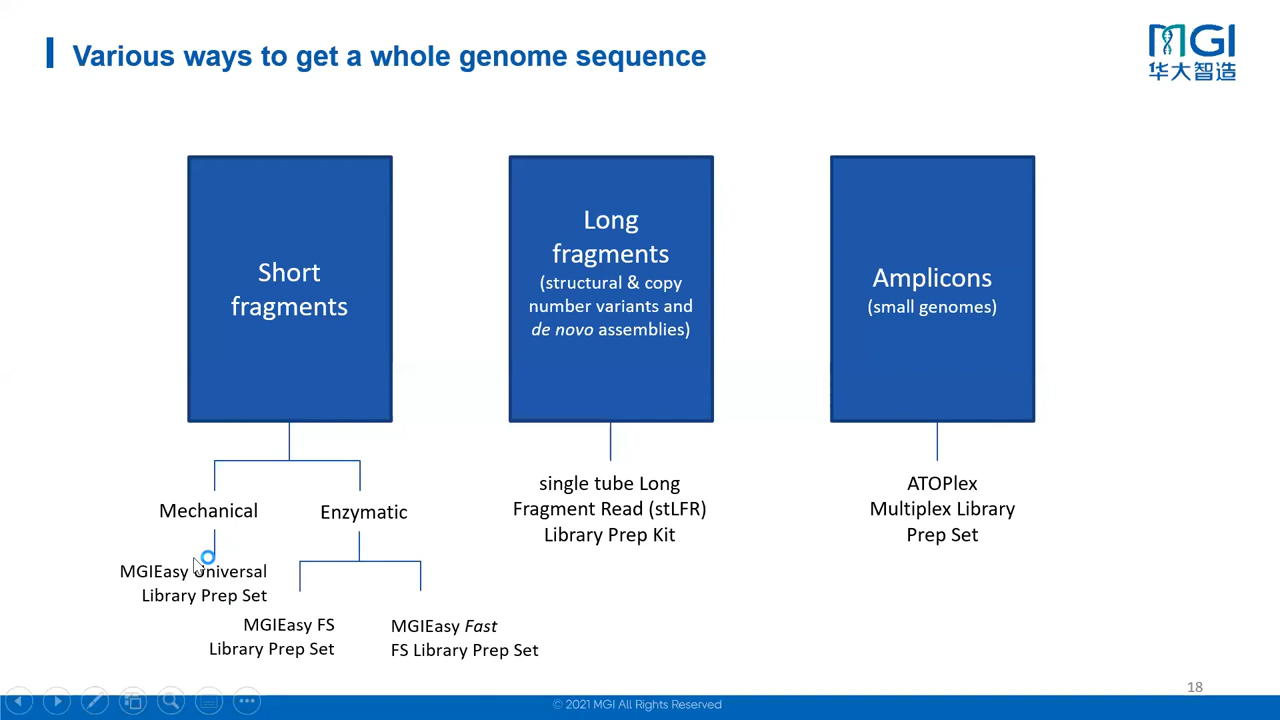 Various ways to get a whole genome sequence
MGI
华大智造
Short
fragments
Long
fragments
(structural & copy
number variants and
de novo assemblies)
Amplicons
(small genomes)
Mechanical
Enzymatic
MGIEasy Universal
Library Prep Set
MGIEasy FS
Library Prep Set
MGIEasy Fast
FS Library Prep Set
single tube Long
Fragment Read (stLFR)
Library Prep Kit
ATOPlex
Multiplex Library
Prep Set
18
© 2021 MGI All Rights Reserved